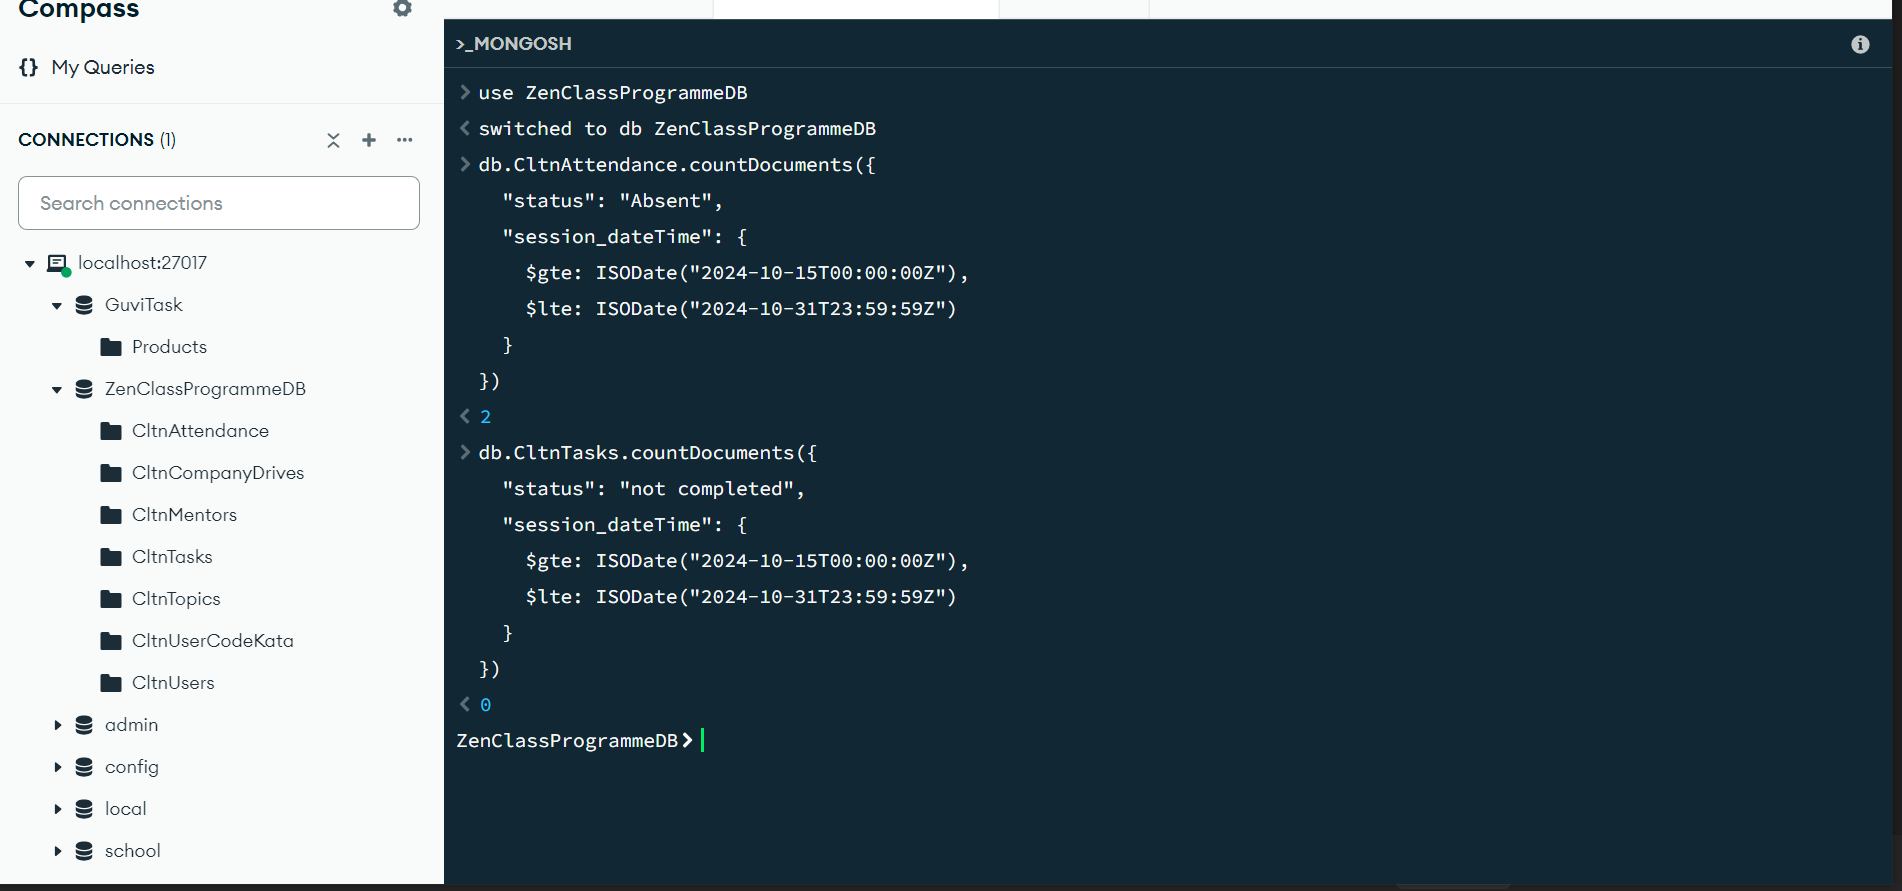 Compass
My Queries
CONNECTIONS (1)
Search connections
localhost:27017
GuviTask
Products
ZenClassProgrammeDB
CltnAttendance
CltnCompanyDrives
CltnMentors
CltnTasks
CltnTopics
CltnUserCodeKata
CltnUsers
admin
config
local
school
>_MONGOSH
> use ZenClassProgrammeDB
< switched to db ZenClassProgrammeDB
> db.CltnAttendance.countDocuments({
"status": "Absent",
"session_dateTime": {
$gte: ISODate("2024-10-15T00:00:00Z"),
$lte: ISODate("2024-10-31T23:59:59Z")
}
})
< 2
> db.CltnTasks.countDocuments({
"status": "not completed",
"session_dateTime": {
$gte: ISODate("2024-10-15T00:00:00Z"),
$lte: ISODate("2024-10-31T23:59:59Z")
}
})
< 0
ZenClassProgrammeDB>